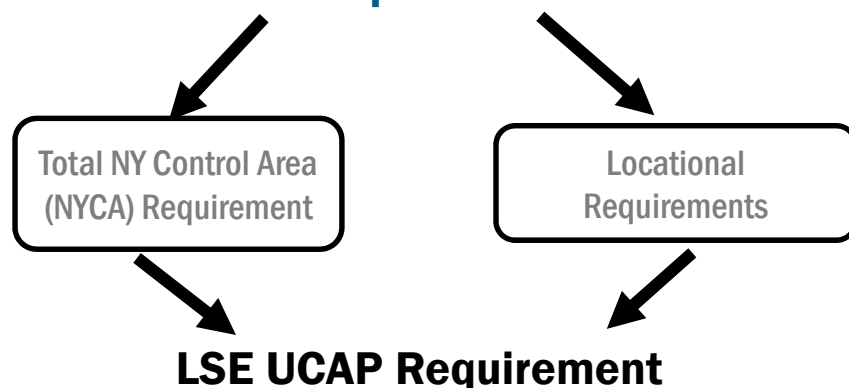 Total NY Control Area
(NYCA) Requirement
Locational
Requirements
LSE UCAP Requirement